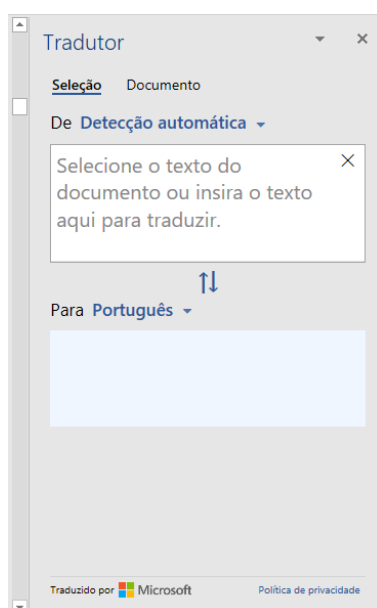 Tradutor
Seleção Documento
De Detecção automática
Selecione o texto do
documento ou insira o texto
aqui para traduzir.
Para Português
Traduzido por Microsoft Política de privacidade